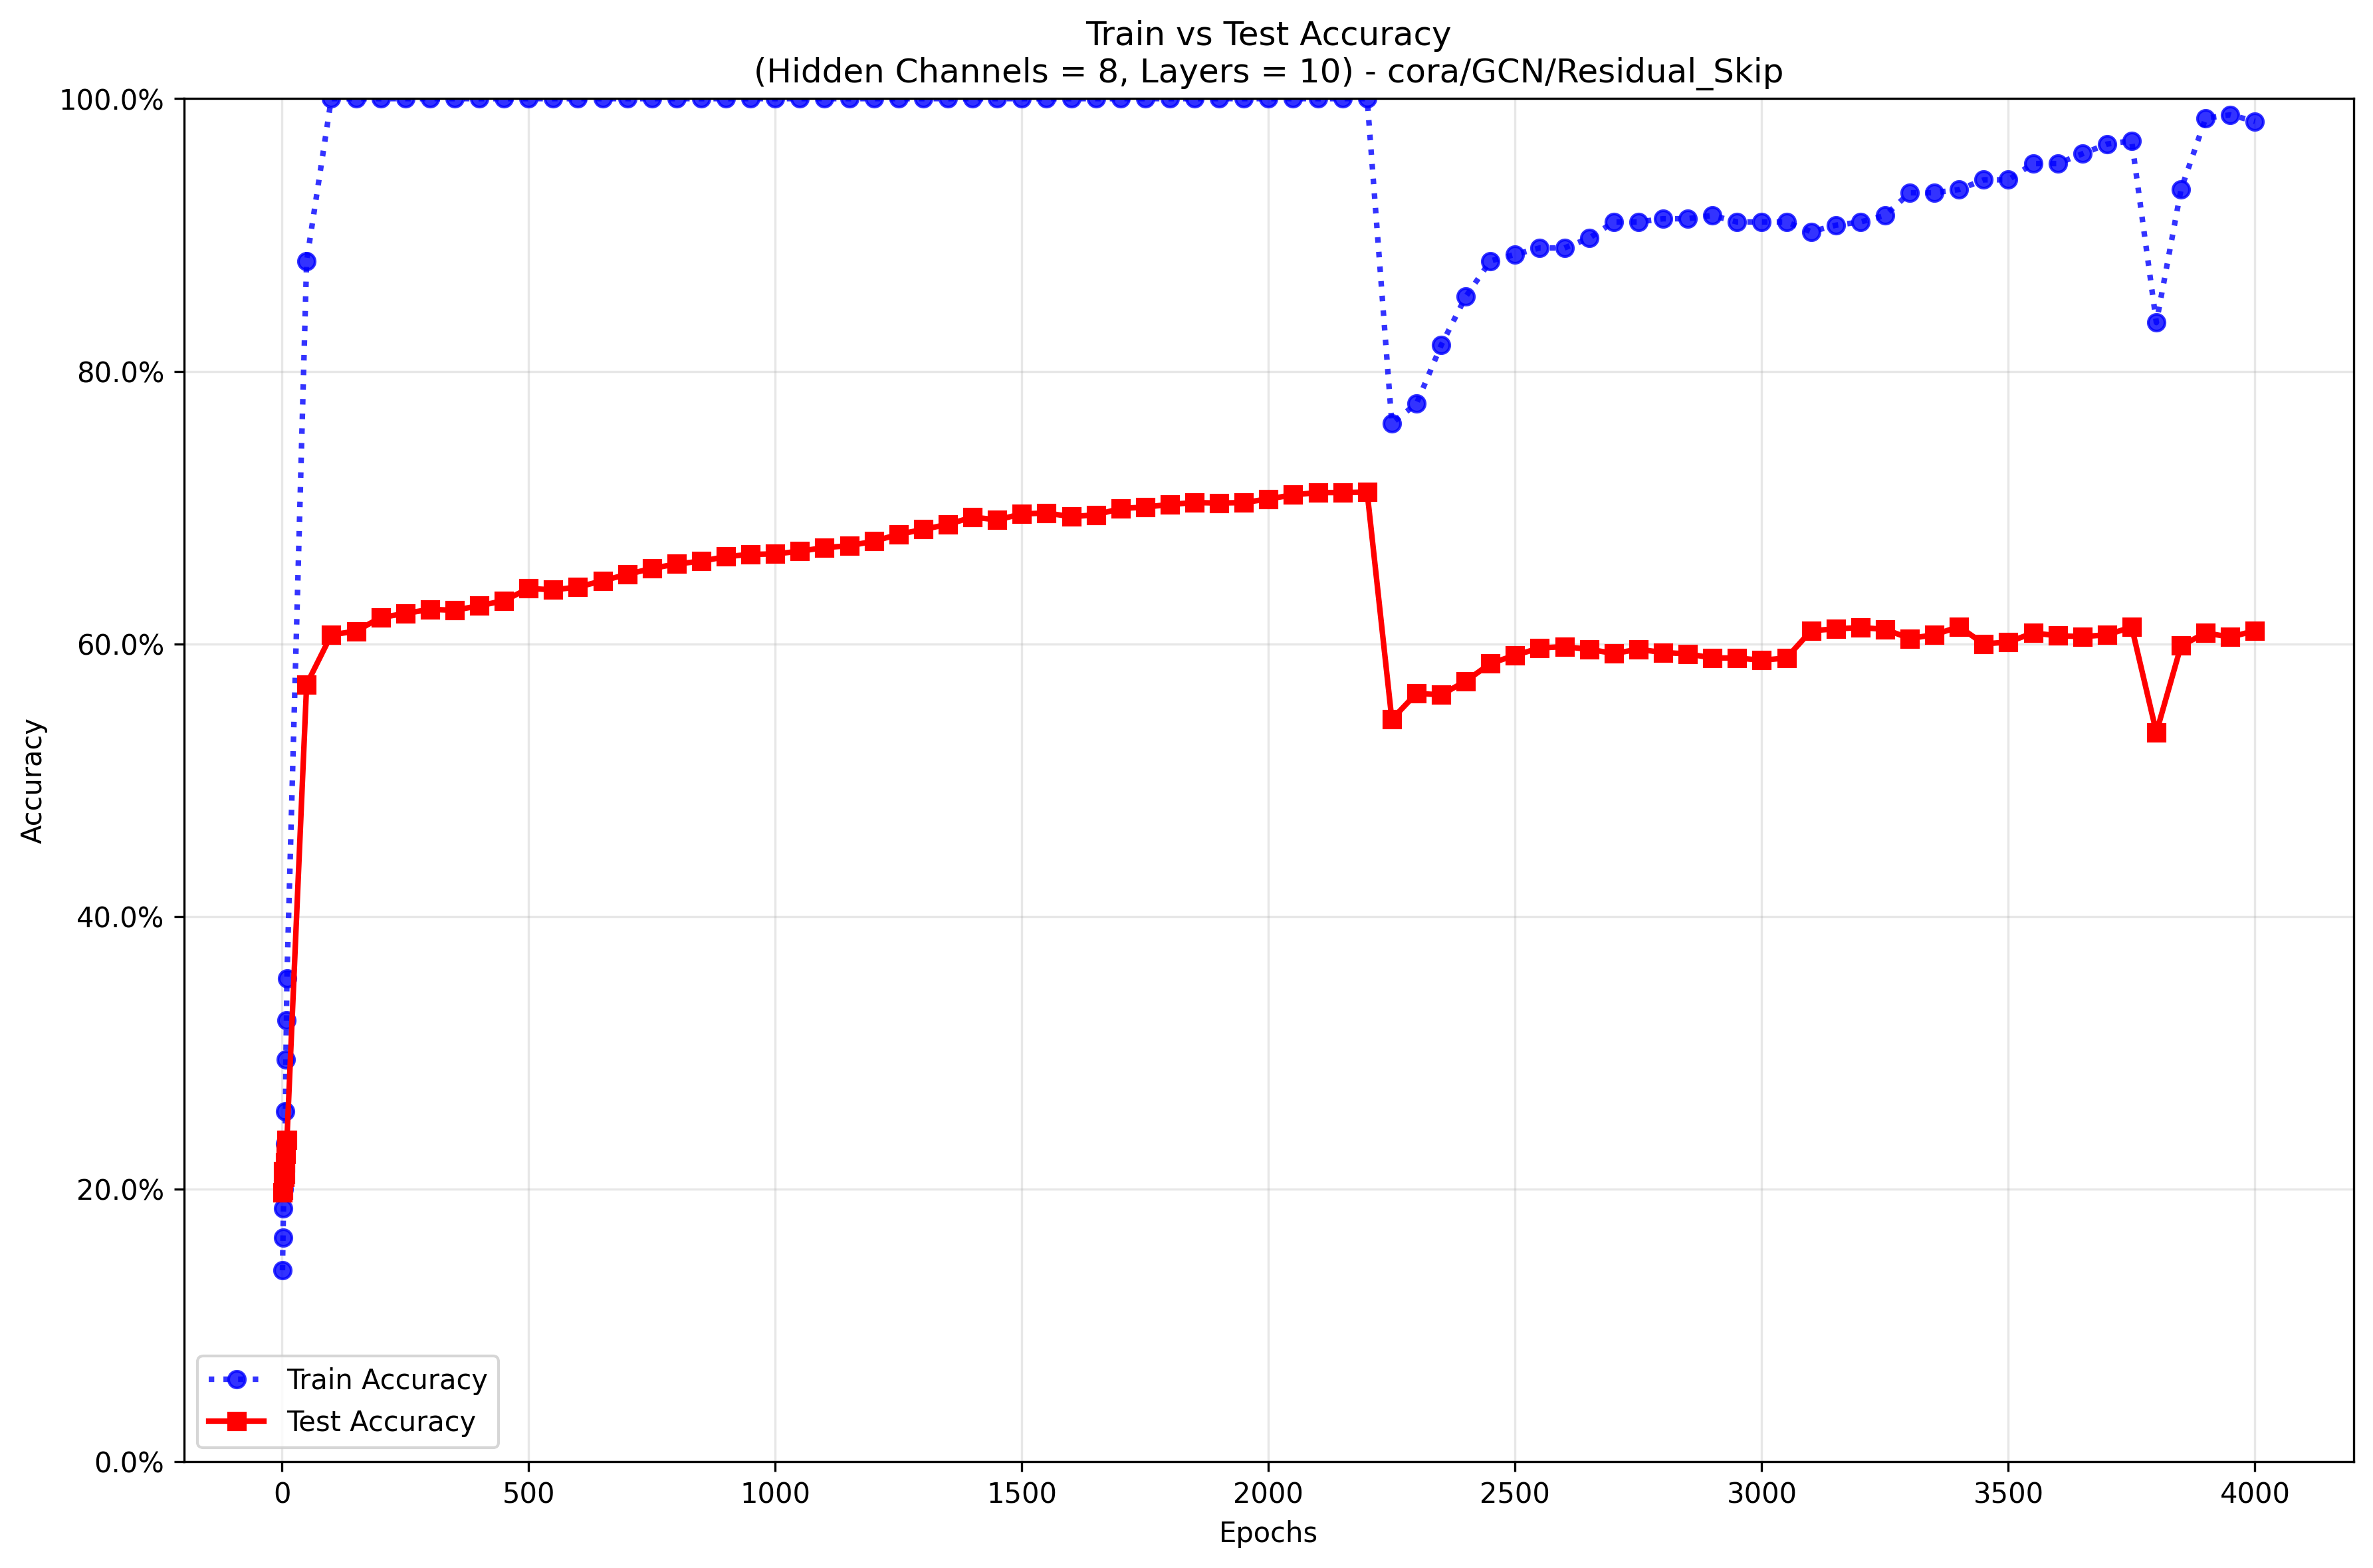 Train vs Test Accuracy
(Hidden Channels = 8, Layers = 10) - cora/GCN/Residual_Skip
100.0%
80.0%
60.0%
40.0%
20.0%
0.0%
Accuracy
Train Accuracy
Test Accuracy
0 500 1000 1500 2000 2500 3000 3500 4000
Epochs